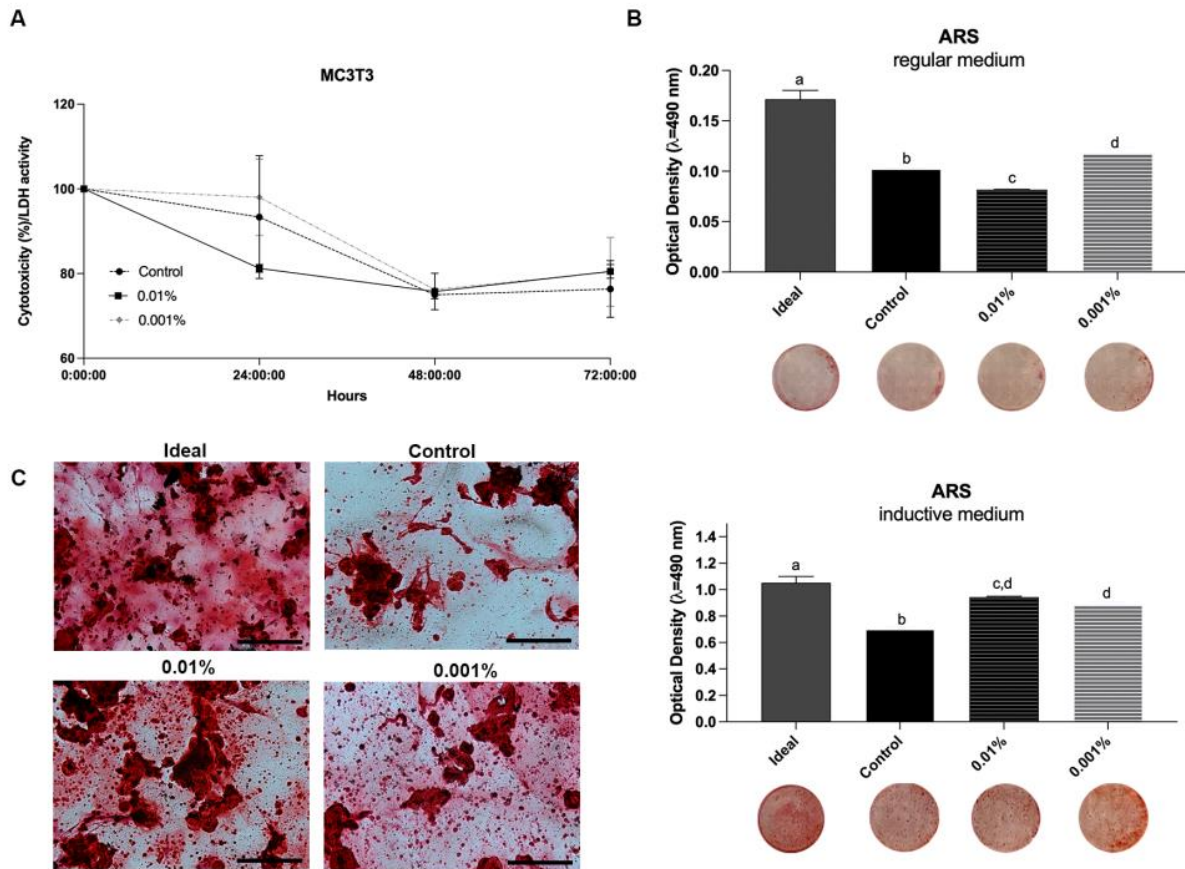 A
MC3T3
Cytotoxicity (%)/LDH activity
120
100
80
60
Control
0.01%
0.001%
0:00:00 24:00:00 48:00:00 72:00:00
Hours
B
ARS
regular medium
Optical Density (λ=490 nm)
0.20
0.15
0.10
0.05
0.00
a
b
c
d
Ideal
Control
0.01%
0.001%
C
Ideal
Control
0.01%
0.001%
ARS
inductive medium
Optical Density (λ=490 nm)
1.4
1.2
1.0
0.8
0.6
0.4
0.2
0.0
a
b
c,d
d
Ideal
Control
0.01%
0.001%